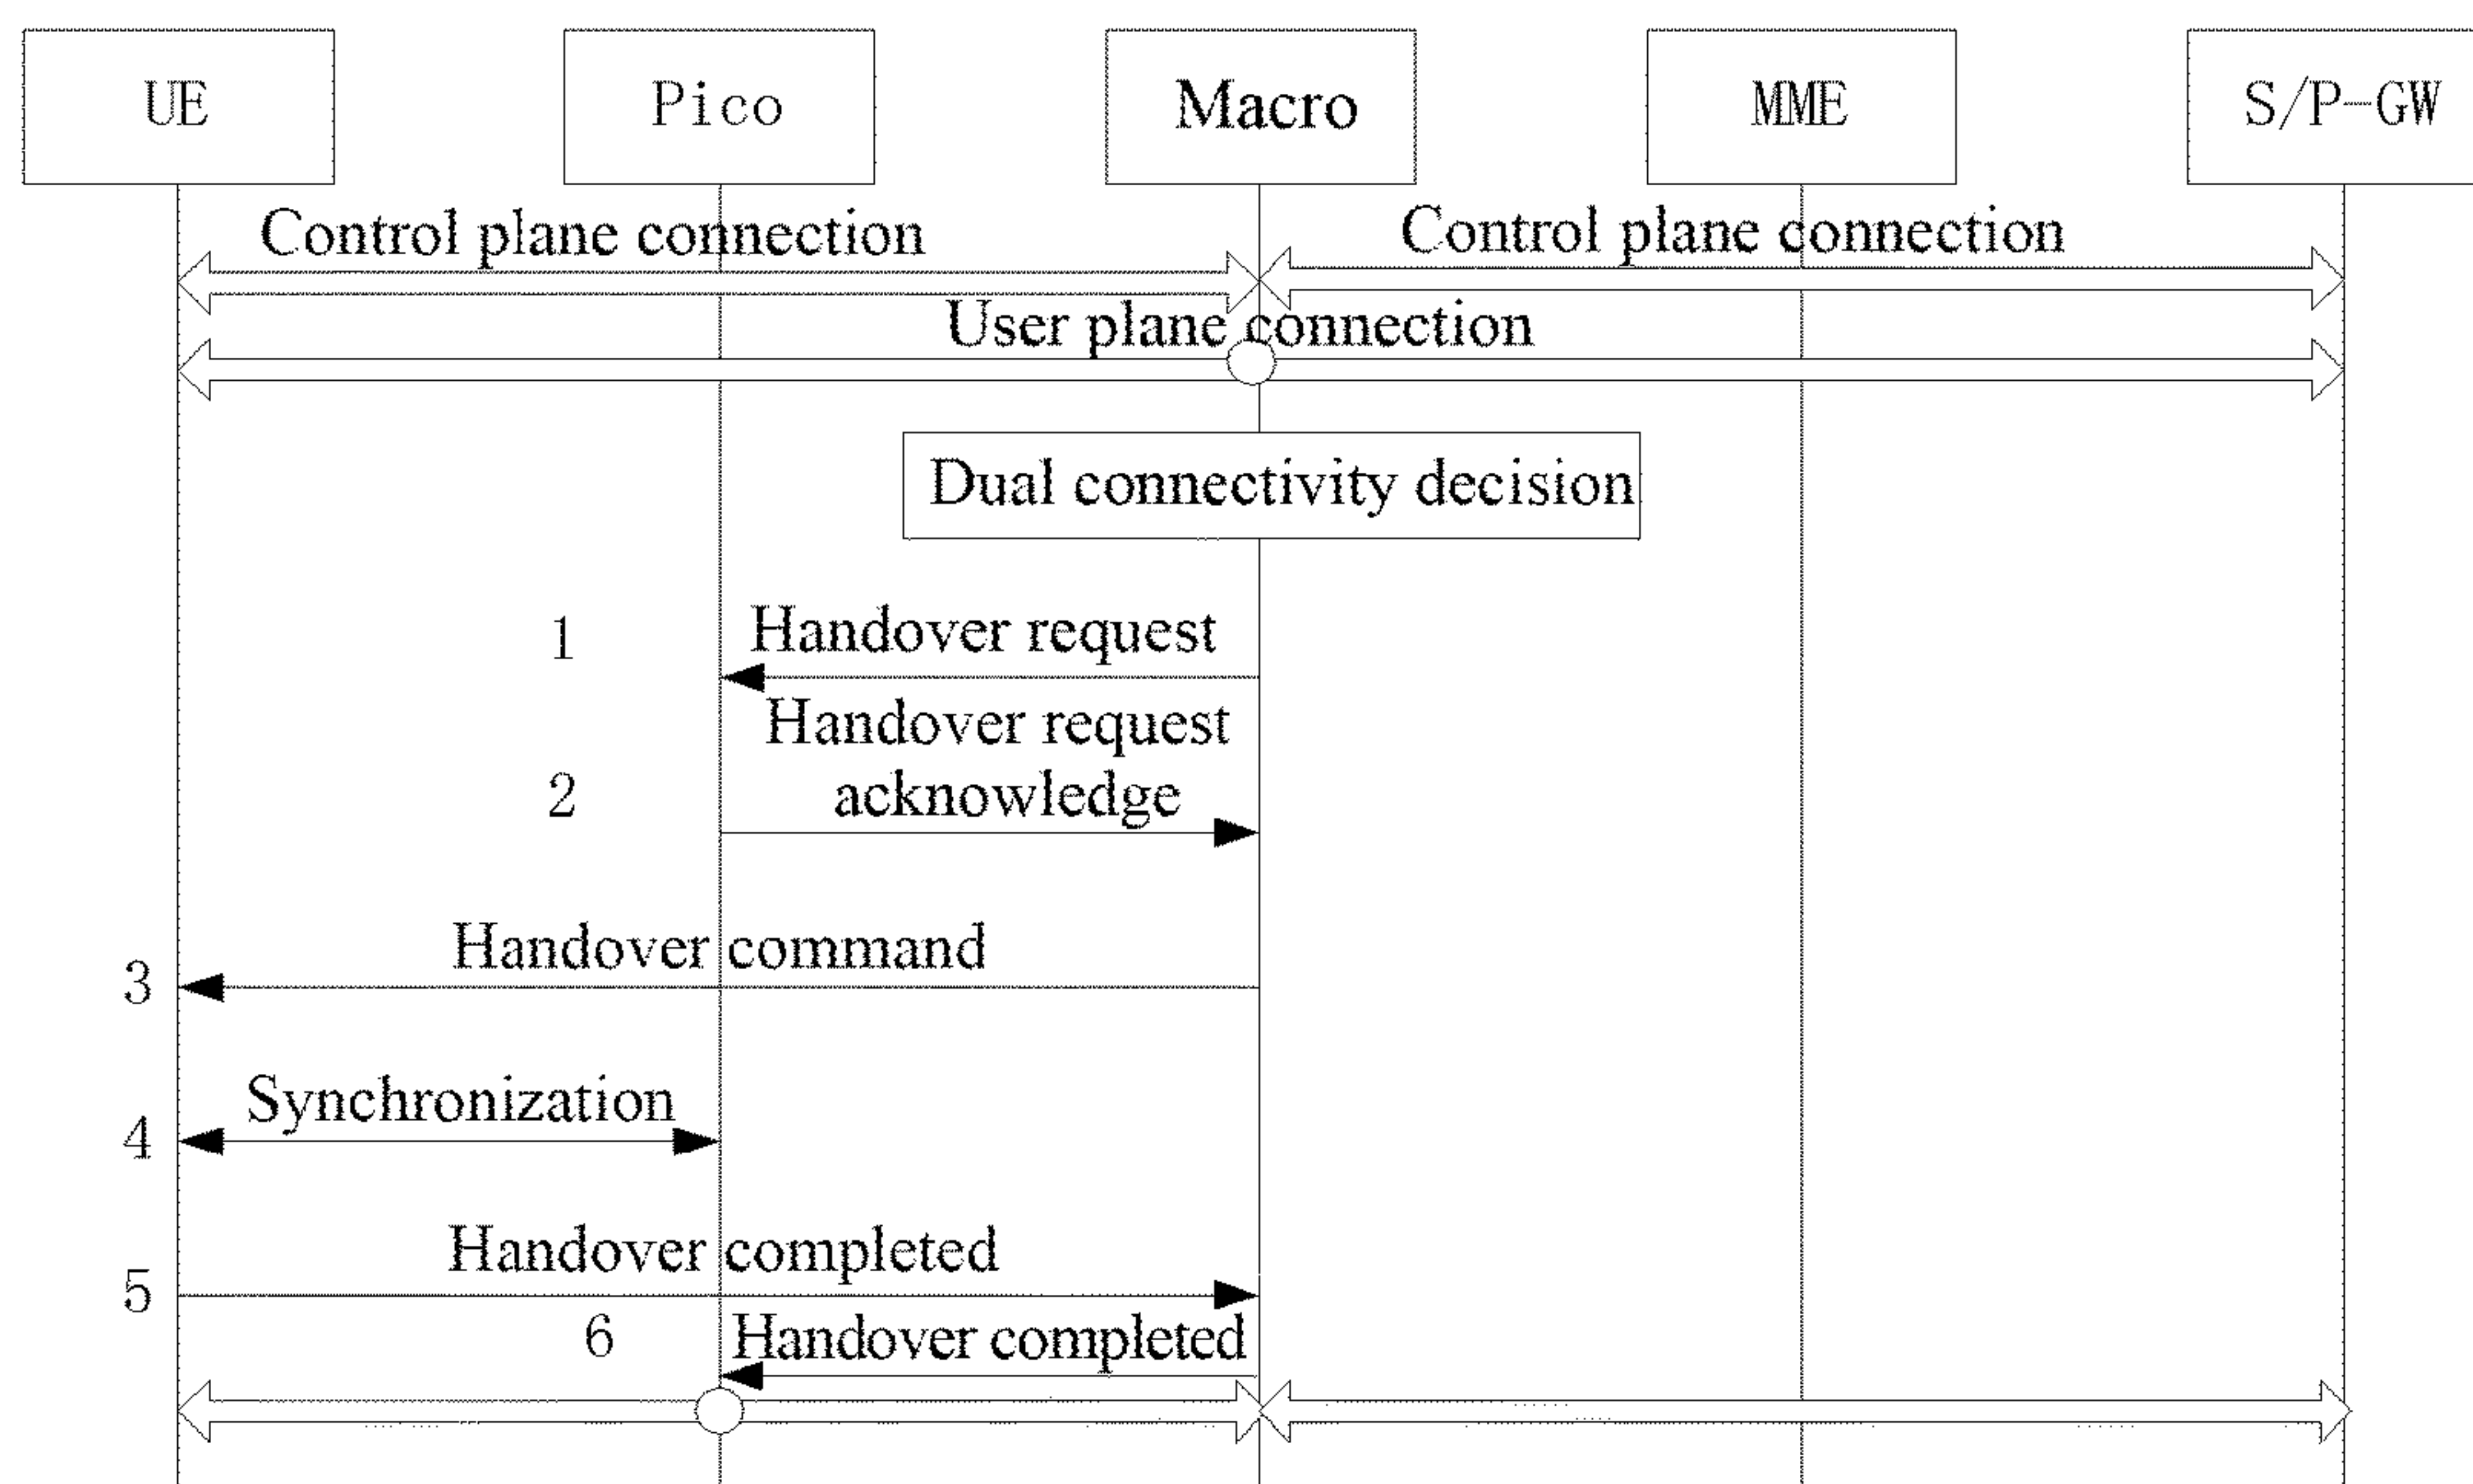 UE
Pico
Macro
MME
S/P-GW
Control plane connection
Control plane connection
User plane connection
Dual connectivity decision
1
Handover request
Handover request
2
acknowledge
Handover command
3
Synchronization
4
Handover completed
5
6
Handover completed